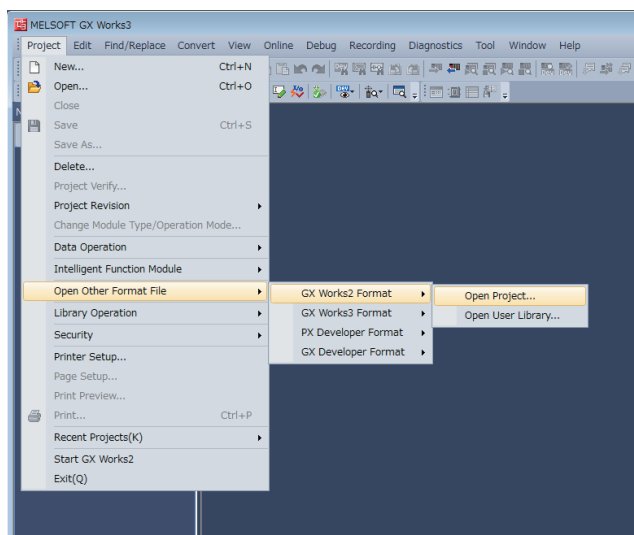 MELSOFT GX Works3
Project Edit Find/Replace Convert View Online Debug Recording Diagnostics Tool Window Help
New... Ctrl+N
Open... Ctrl+O
Close
Save Ctrl+S
Save As...
Delete...
Project Verify...
Project Revision
Change Module Type/Operation Mode...
Data Operation
Intelligent Function Module
Open Other Format File
GX Works2 Format
Open Project...
Library Operation
GX Works3 Format
Open User Library...
Security
PX Developer Format
Printer Setup...
GX Developer Format
Page Setup...
Print Preview...
Print... Ctrl+P
Recent Projects(K)
Start GX Works2
Exit(Q)